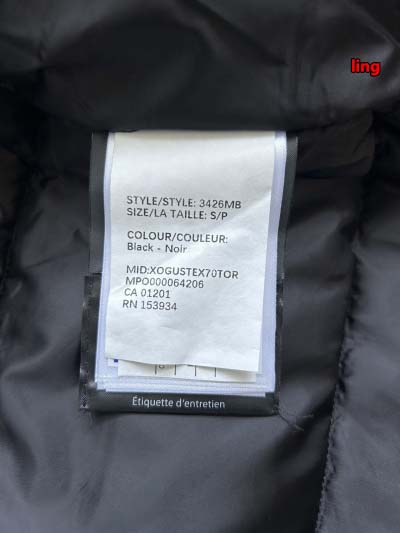 ling
STYLE/STYLE: 3426MB
SIZE/LA TAILLE: S/P
COLOUR/COULEUR:
Black - Noir
MID:XOGUSTEX70TOR
MPO000064206
CA 01201
RN 153934
Étiquette d'entretien